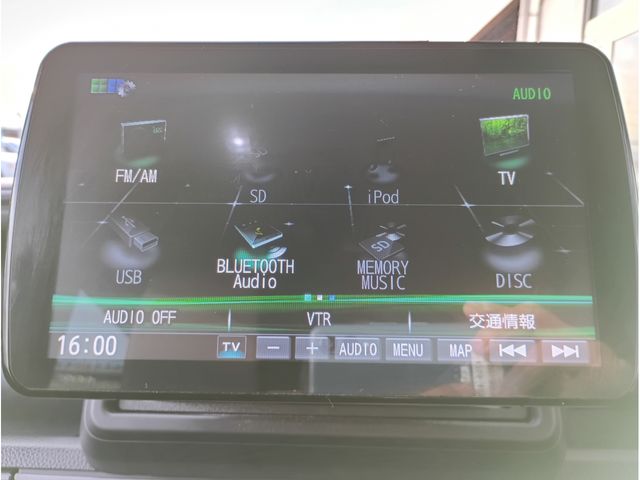 AUDIO
FM/AM
SD
iPod
TV
USB
BLUETOOTH
Audio
SD
MEMORY
MUSIC
DISC
AUDIO OFF
VTR
交通情報
16:00
TV
− + AUDIO MENU MAP